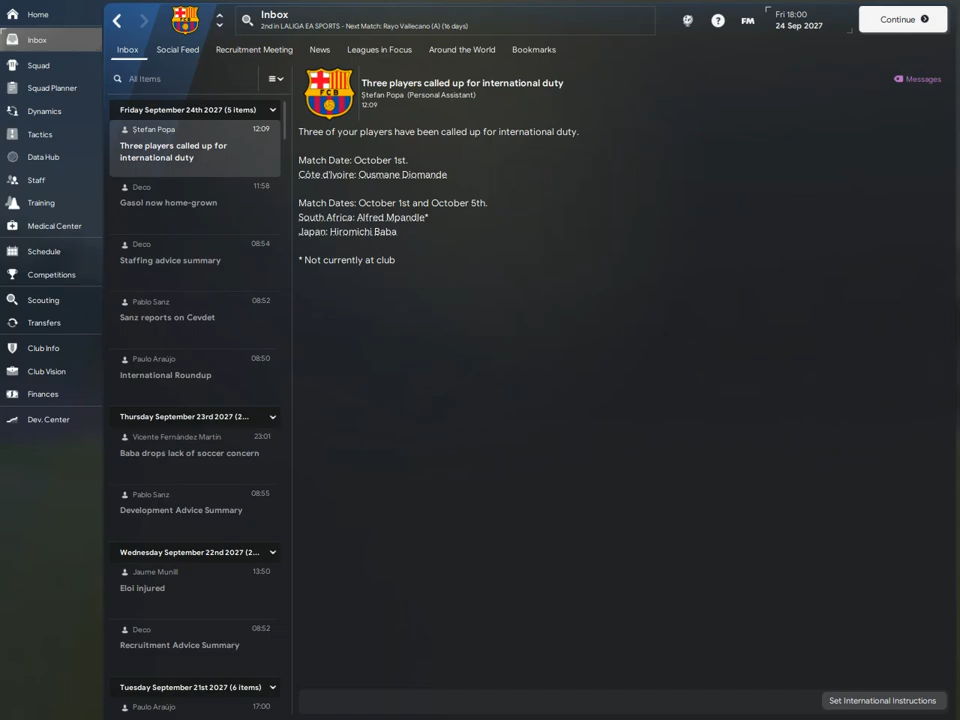 Home
Inbox
Squad
Squad Planner
Dynamics
Tactics
Data Hub
Staff
Training
Medical Center
Schedule
Competitions
Scouting
Transfers
Club Info
Club Vision
Finances
Dev. Center
FCB
Inbox
2nd in LALIGA EA SPORTS - Next Match: Rayo Vallecano (A) (16 days)
?
FM
Fri 18:00
24 Sep 2027
Continue
Inbox
Social Feed
Recruitment Meeting
News
Leagues in Focus
Around the World
Bookmarks
All Items
Friday September 24th 2027 (5 items)
Ștefan Popa 12:09
Three players called up for
international duty
Deco 11:58
Gasol now home-grown
Deco 08:54
Staffing advice summary
Pablo Sanz 08:52
Sanz reports on Cevdet
Paulo Araújo 08:50
International Roundup
Thursday September 23rd 2027 (2...
Vicente Fernández Martín 23:01
Baba drops lack of soccer concern
Pablo Sanz 08:55
Development Advice Summary
Wednesday September 22nd 2027 (2...
Jaume Munill 13:50
Eloi injured
Deco 08:52
Recruitment Advice Summary
Tuesday September 21st 2027 (6 items)
Paulo Araújo 17:00
FCB
Three players called up for international duty
Ștefan Popa (Personal Assistant)
12:09
Messages
Three of your players have been called up for international duty.
Match Date: October 1st.
Côte d'Ivoire: Ousmane Diomande
Match Dates: October 1st and October 5th.
South Africa: Alfred Mpandle*
Japan: Hiromichi Baba
* Not currently at club
Set International Instructions